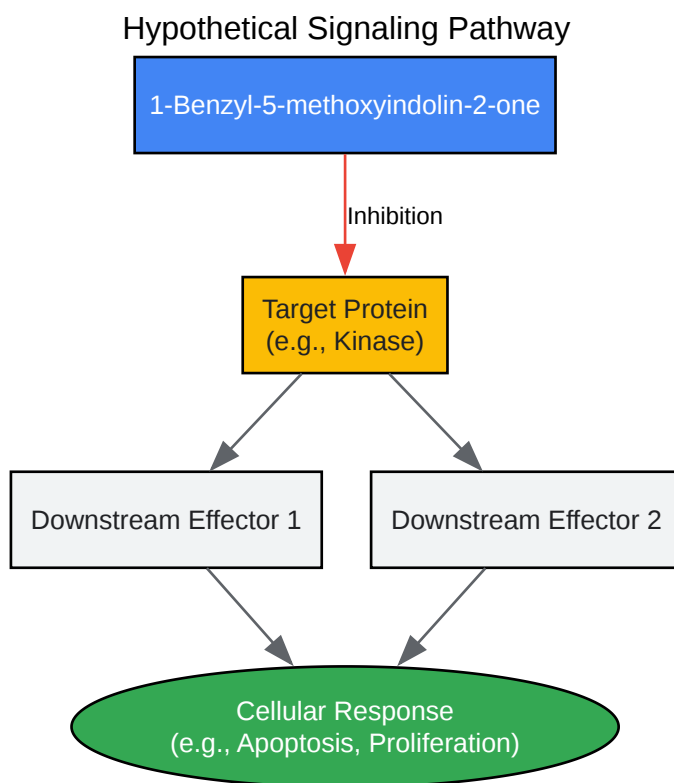 Hypothetical Signaling Pathway
1-Benzyl-5-methoxyindolin-2-one
Inhibition
Target Protein
(e.g., Kinase)
Downstream Effector 1
Downstream Effector 2
Cellular Response
(e.g., Apoptosis, Proliferation)